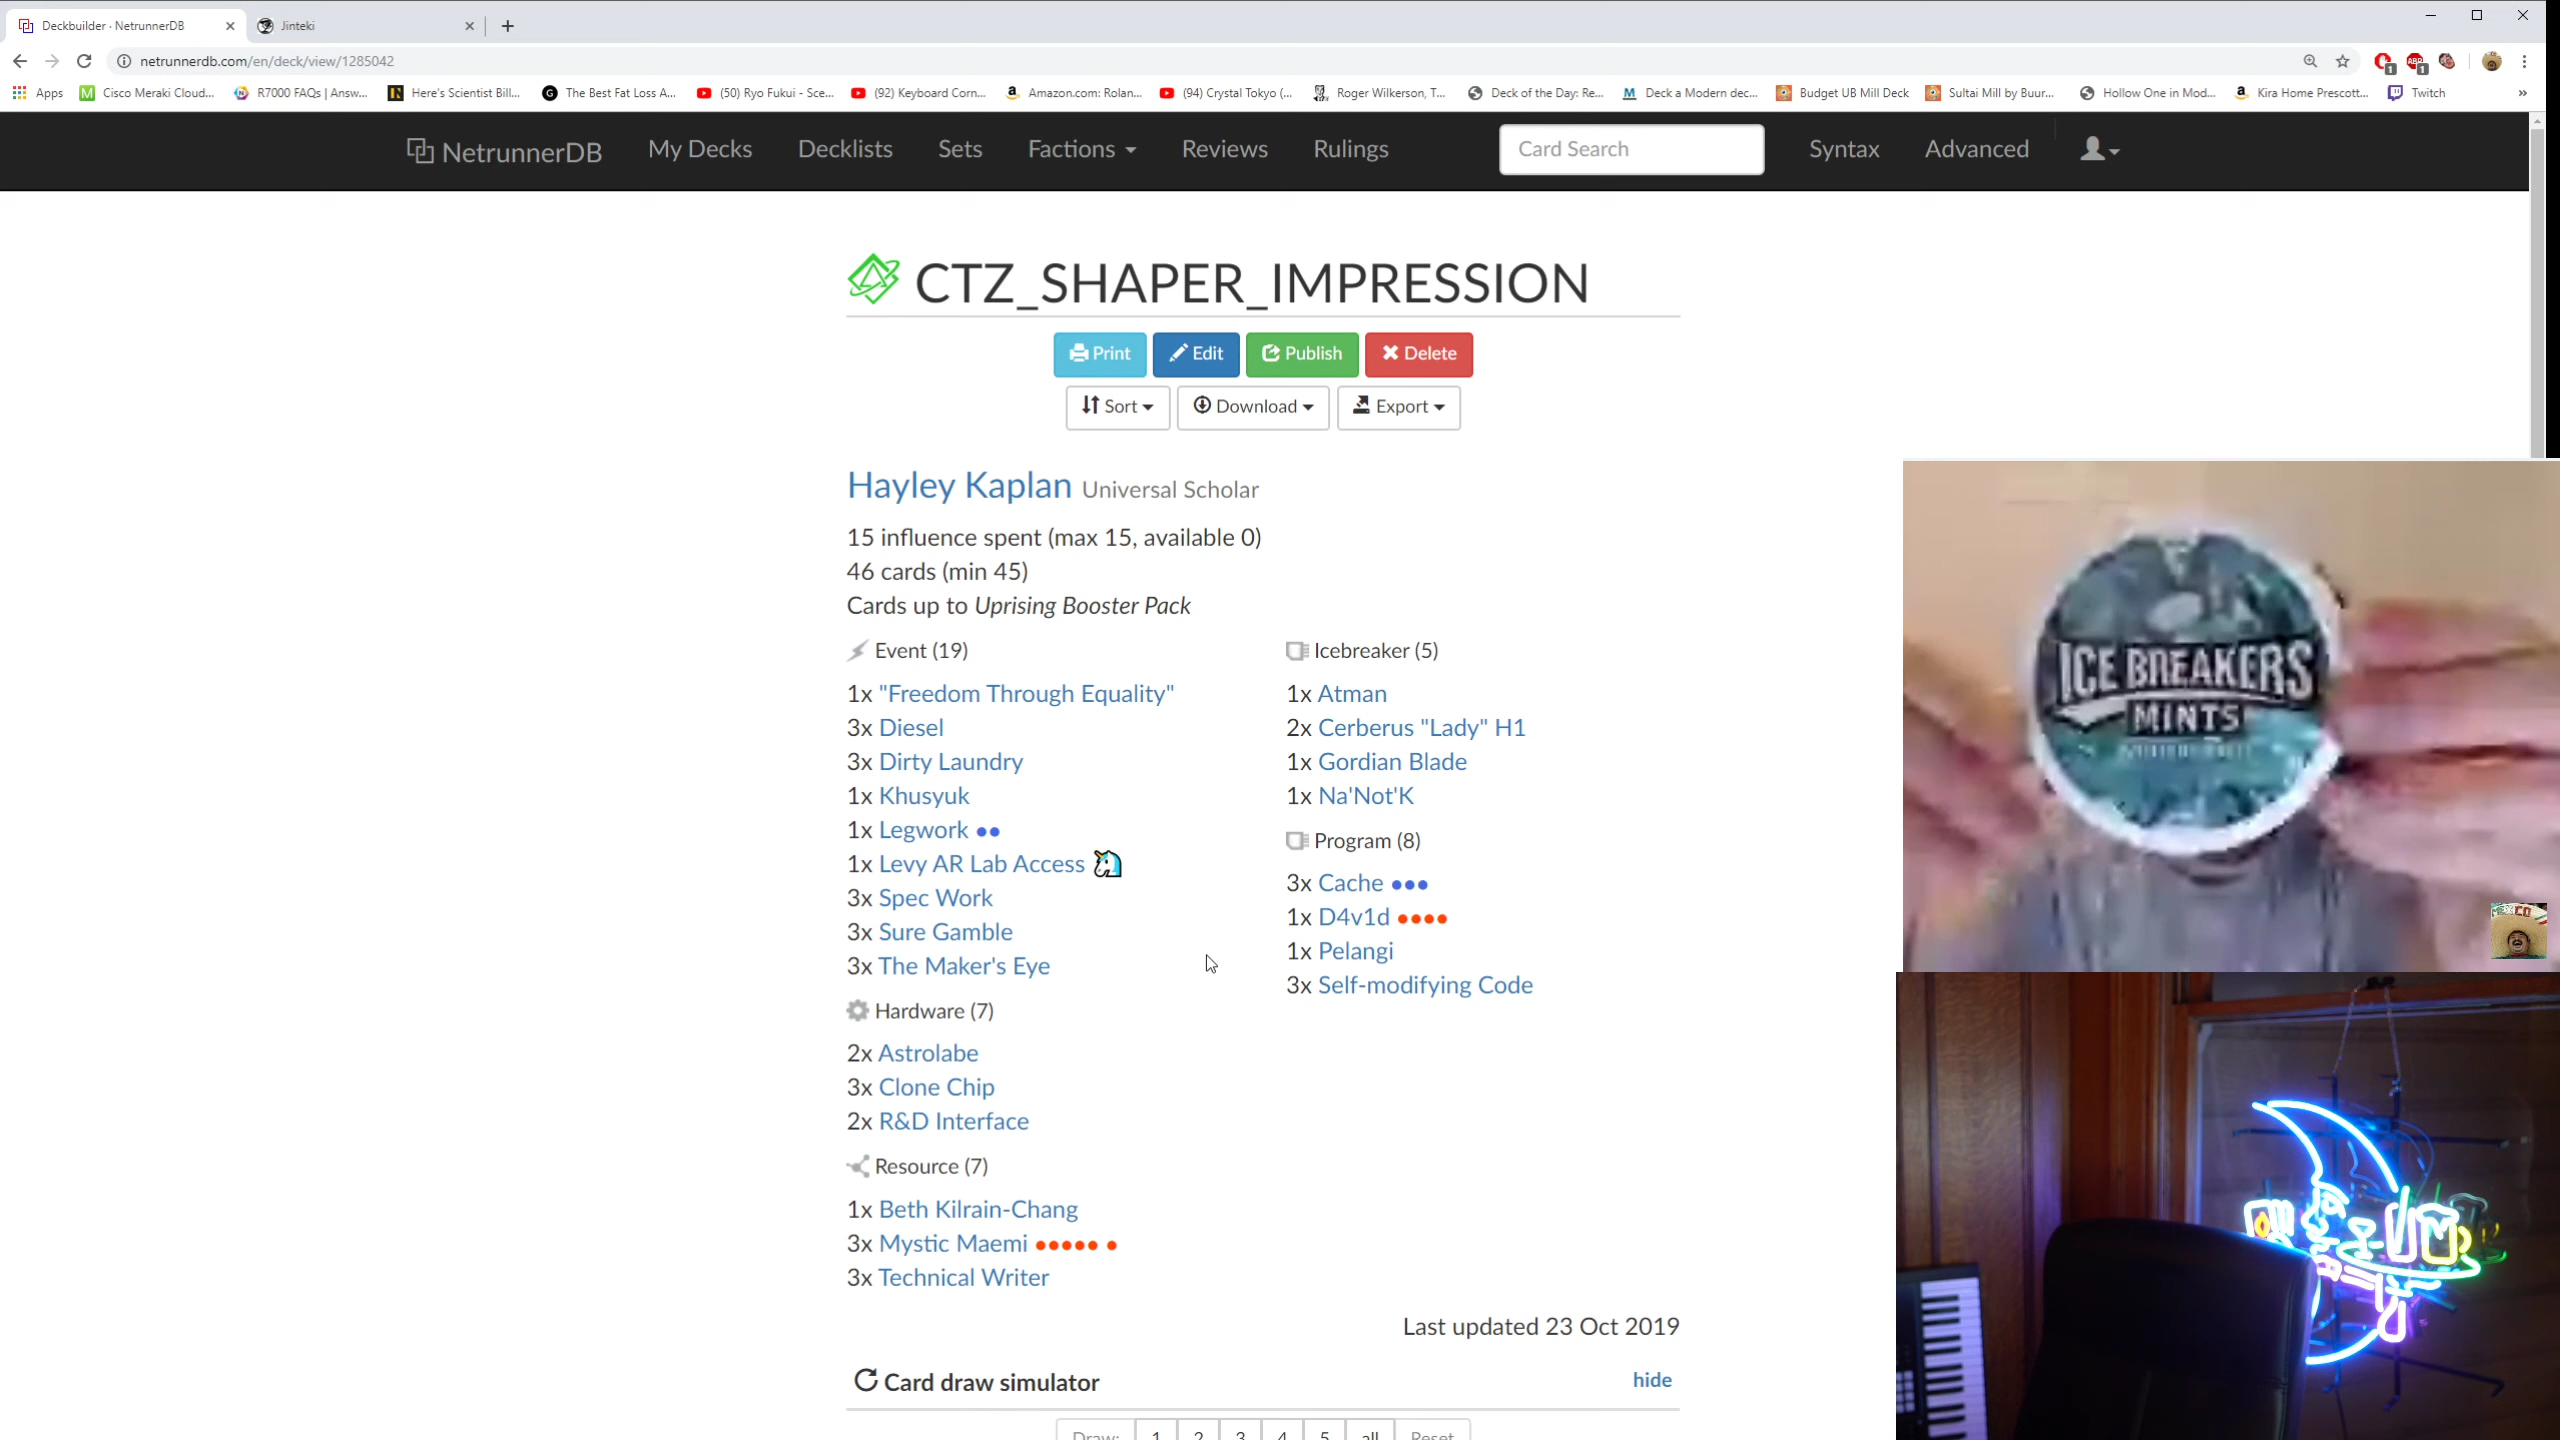 Deckbuilder · NetrunnerDB
Jinteki
netrunnerdb.com/en/deck/view/1285042
Apps
Cisco Meraki Cloud...
R7000 FAQs | Answ...
Here's Scientist Bill...
The Best Fat Loss A...
(50) Ryo Fukui - Sce...
(92) Keyboard Corn...
Amazon.com: Rolan...
(94) Crystal Tokyo (...
Roger Wilkerson, T...
Deck of the Day: Re...
Deck a Modern dec...
Budget UB Mill Deck
Sultai Mill by Buur...
Hollow One in Mod...
Kira Home Prescott...
Twitch
NetrunnerDB
My Decks
Decklists
Sets
Factions
Reviews
Rulings
Card Search
Syntax
Advanced
CTZ_SHAPER_IMPRESSION
Print
Edit
Publish
Delete
Sort
Download
Export
Hayley Kaplan Universal Scholar
15 influence spent (max 15, available 0)
46 cards (min 45)
Cards up to Uprising Booster Pack
Event (19)
1x "Freedom Through Equality"
3x Diesel
3x Dirty Laundry
1x Khusyuk
1x Legwork ●●
1x Levy AR Lab Access 🦄
3x Spec Work
3x Sure Gamble
3x The Maker's Eye
Hardware (7)
2x Astrolabe
3x Clone Chip
2x R&D Interface
Resource (7)
1x Beth Kilrain-Chang
3x Mystic Maemi ●●●●● ●
3x Technical Writer
Icebreaker (5)
1x Atman
2x Cerberus "Lady" H1
1x Gordian Blade
1x Na'Not'K
Program (8)
3x Cache ●●●
1x D4v1d ●●●●
1x Pelangi
3x Self-modifying Code
Last updated 23 Oct 2019
Card draw simulator
hide
Draw:
1
2
3
4
5
all
Reset
ICE BREAKERS
MINTS